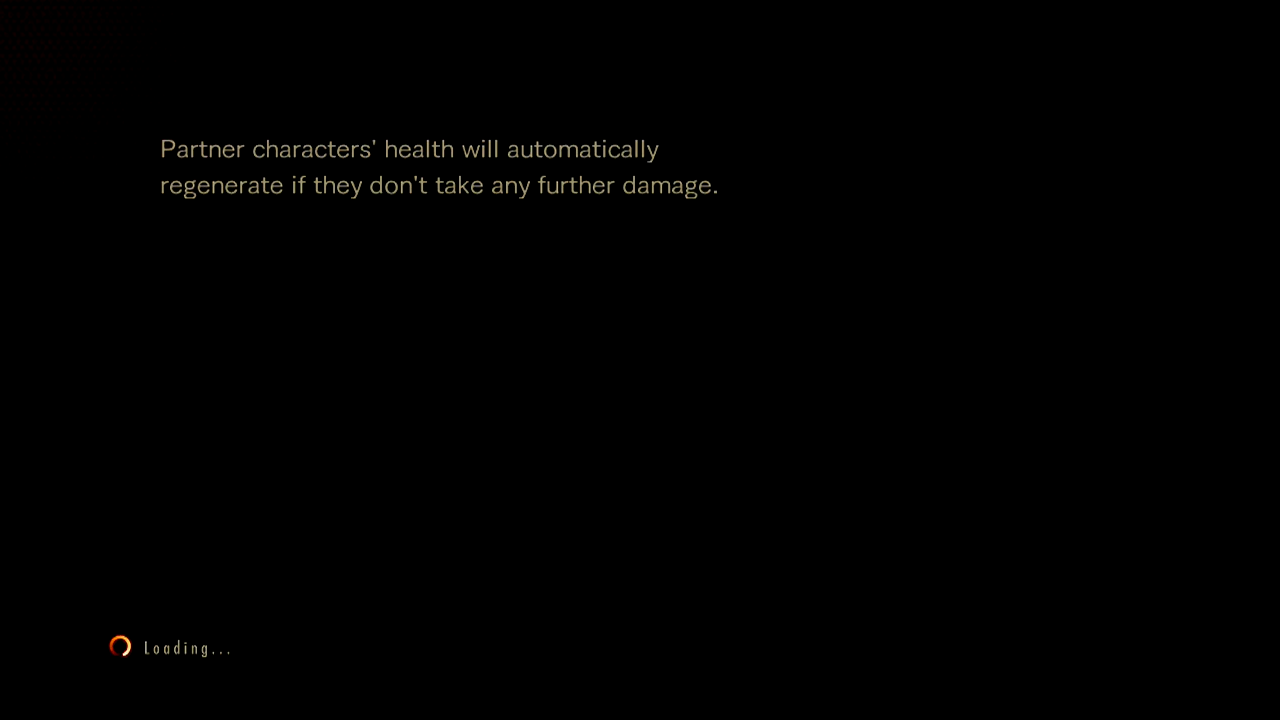 Partner characters' health will automatically
regenerate if they don't take any further damage.
Loading...